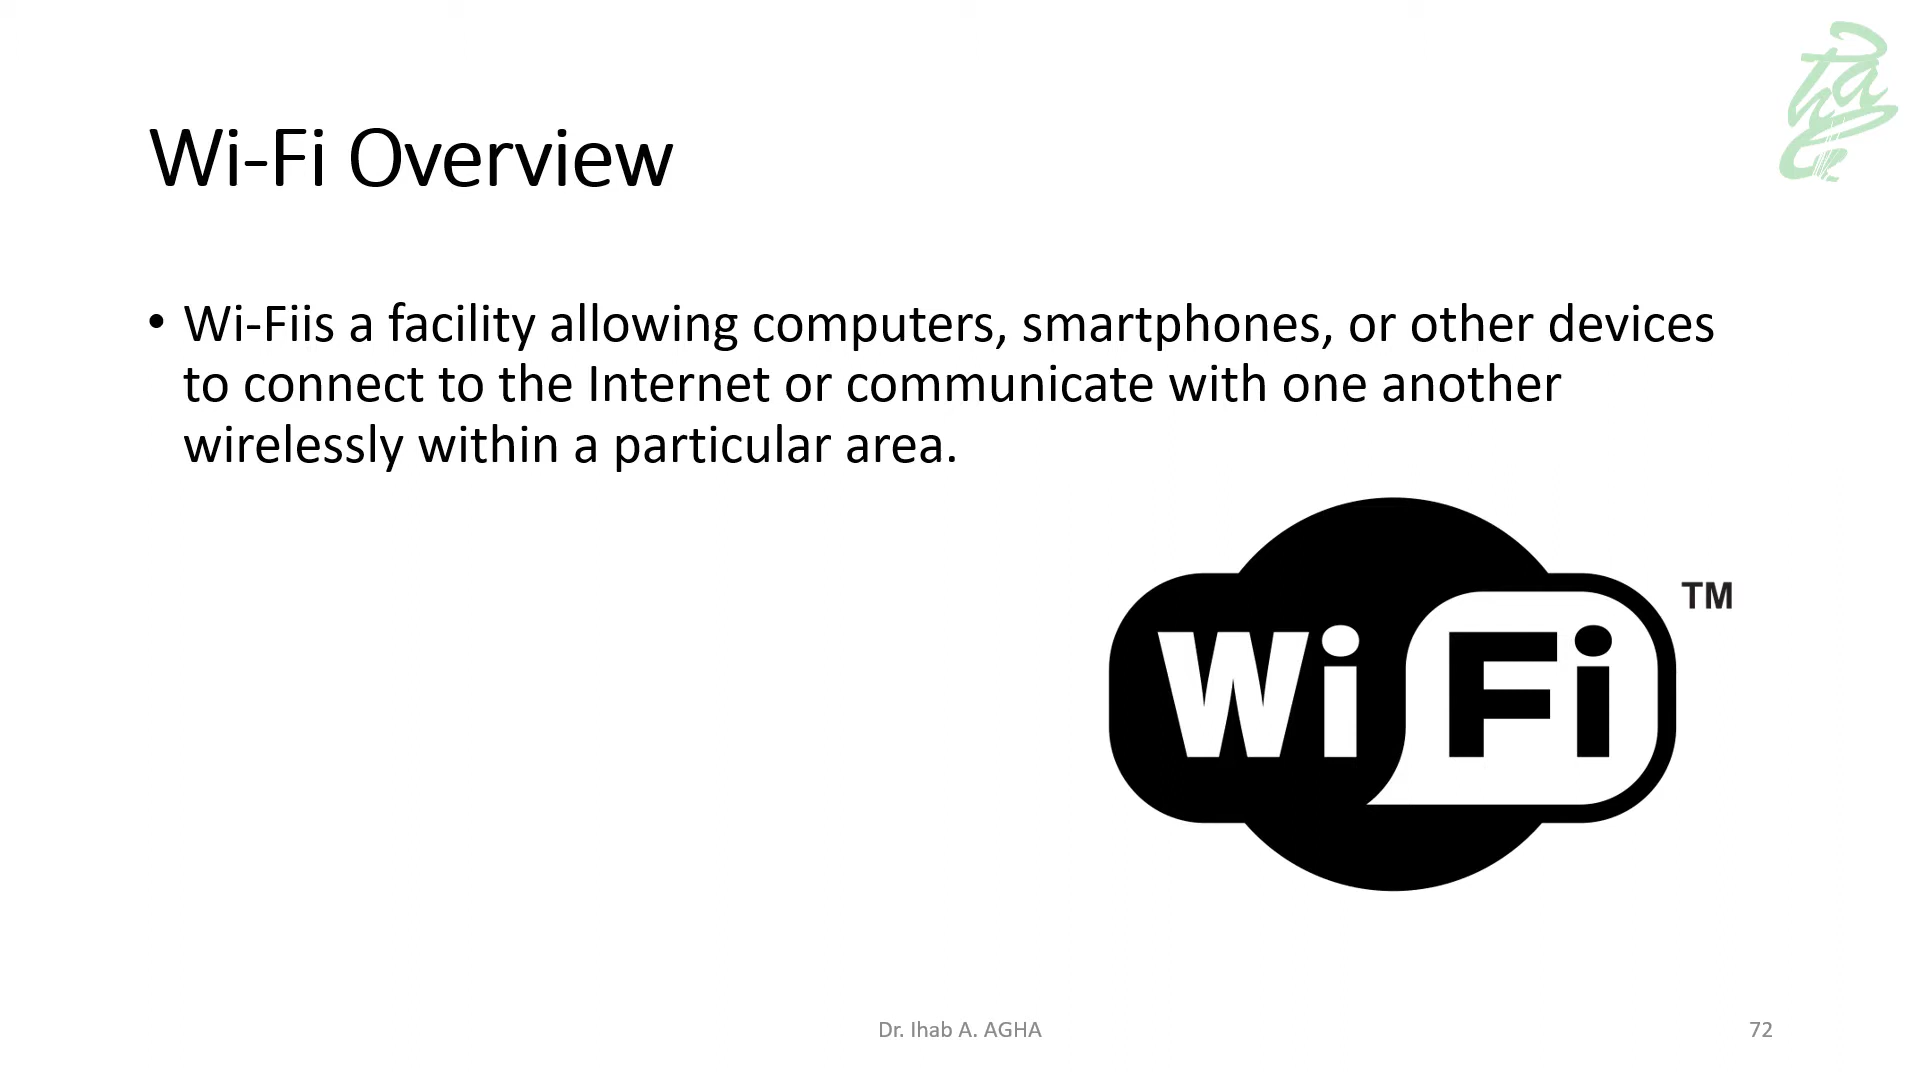 Wi-Fi Overview
• Wi-Fiis a facility allowing computers, smartphones, or other devices
to connect to the Internet or communicate with one another
wirelessly within a particular area.
Wi Fi TM
Dr. Ihab A. AGHA
72